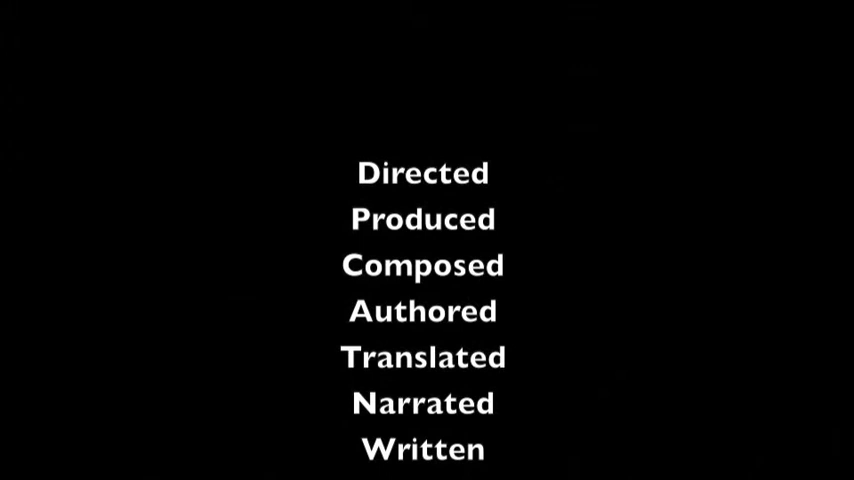 Directed
Produced
Composed
Authored
Translated
Narrated
Written